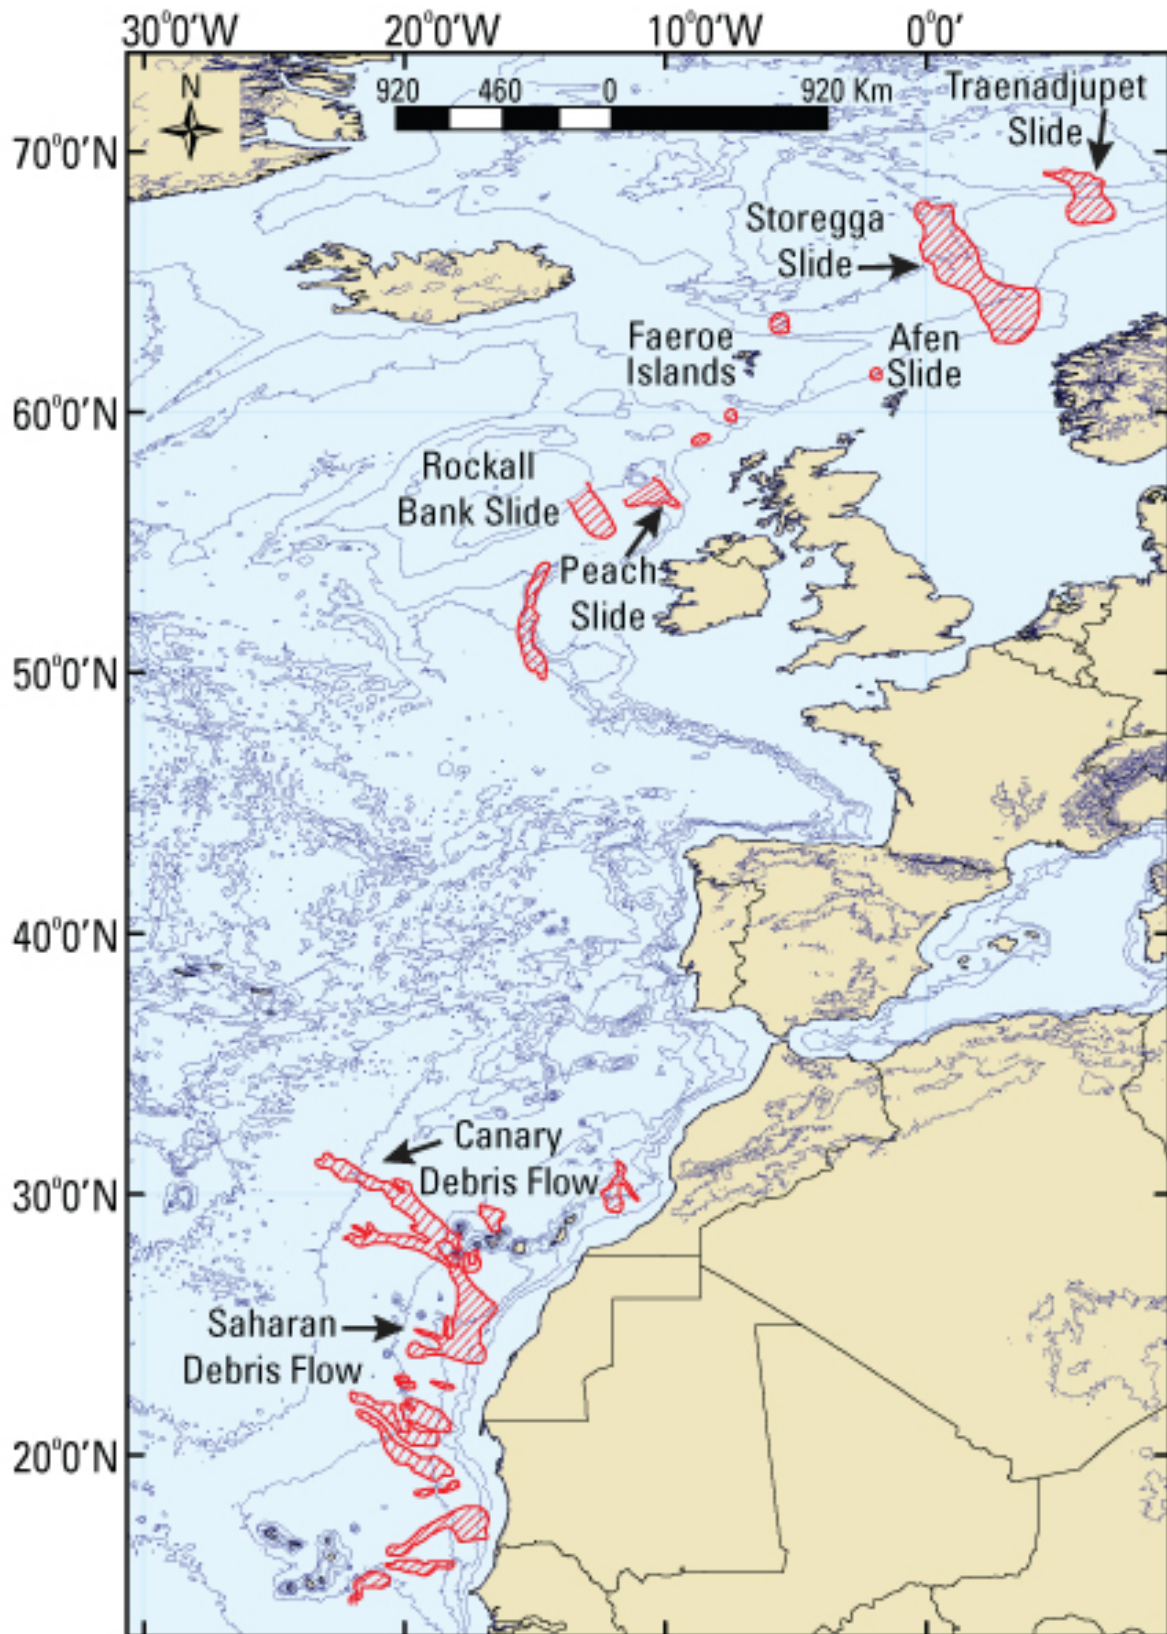 30°0'W 20°0'W 10°0'W 0°0'
N
920 460 0 920 Km
Traenadjupet
Slide
70°0'N
Storegga
Slide
Faeroe
Islands
Afen
Slide
60°0'N
Rockall
Bank Slide
Peach
Slide
50°0'N
40°0'N
Canary
Debris Flow
30°0'N
Saharan
Debris Flow
20°0'N